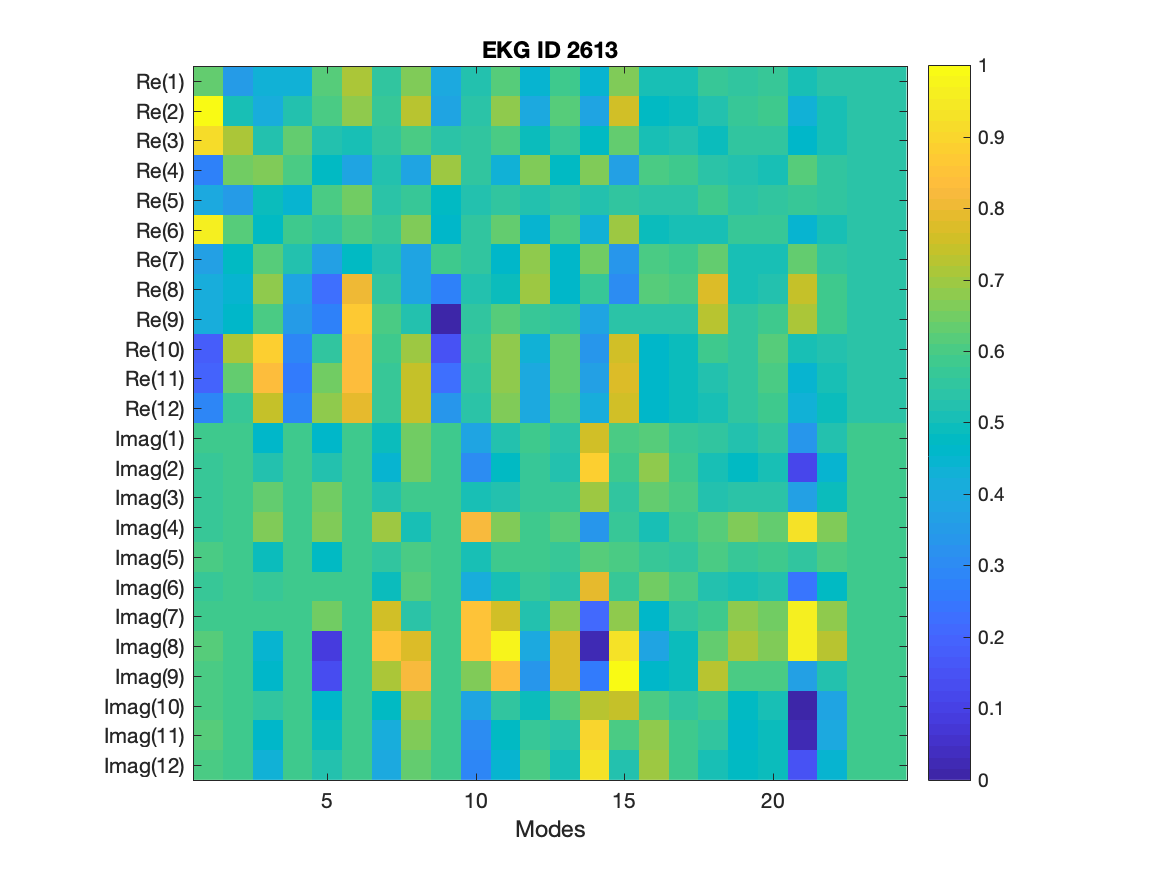 EKG ID 2613
Re(1)
Re(2)
Re(3)
Re(4)
Re(5)
Re(6)
Re(7)
Re(8)
Re(9)
Re(10)
Re(11)
Re(12)
Imag(1)
Imag(2)
Imag(3)
Imag(4)
Imag(5)
Imag(6)
Imag(7)
Imag(8)
Imag(9)
Imag(10)
Imag(11)
Imag(12)
5 10 15 20
Modes
1
0.9
0.8
0.7
0.6
0.5
0.4
0.3
0.2
0.1
0